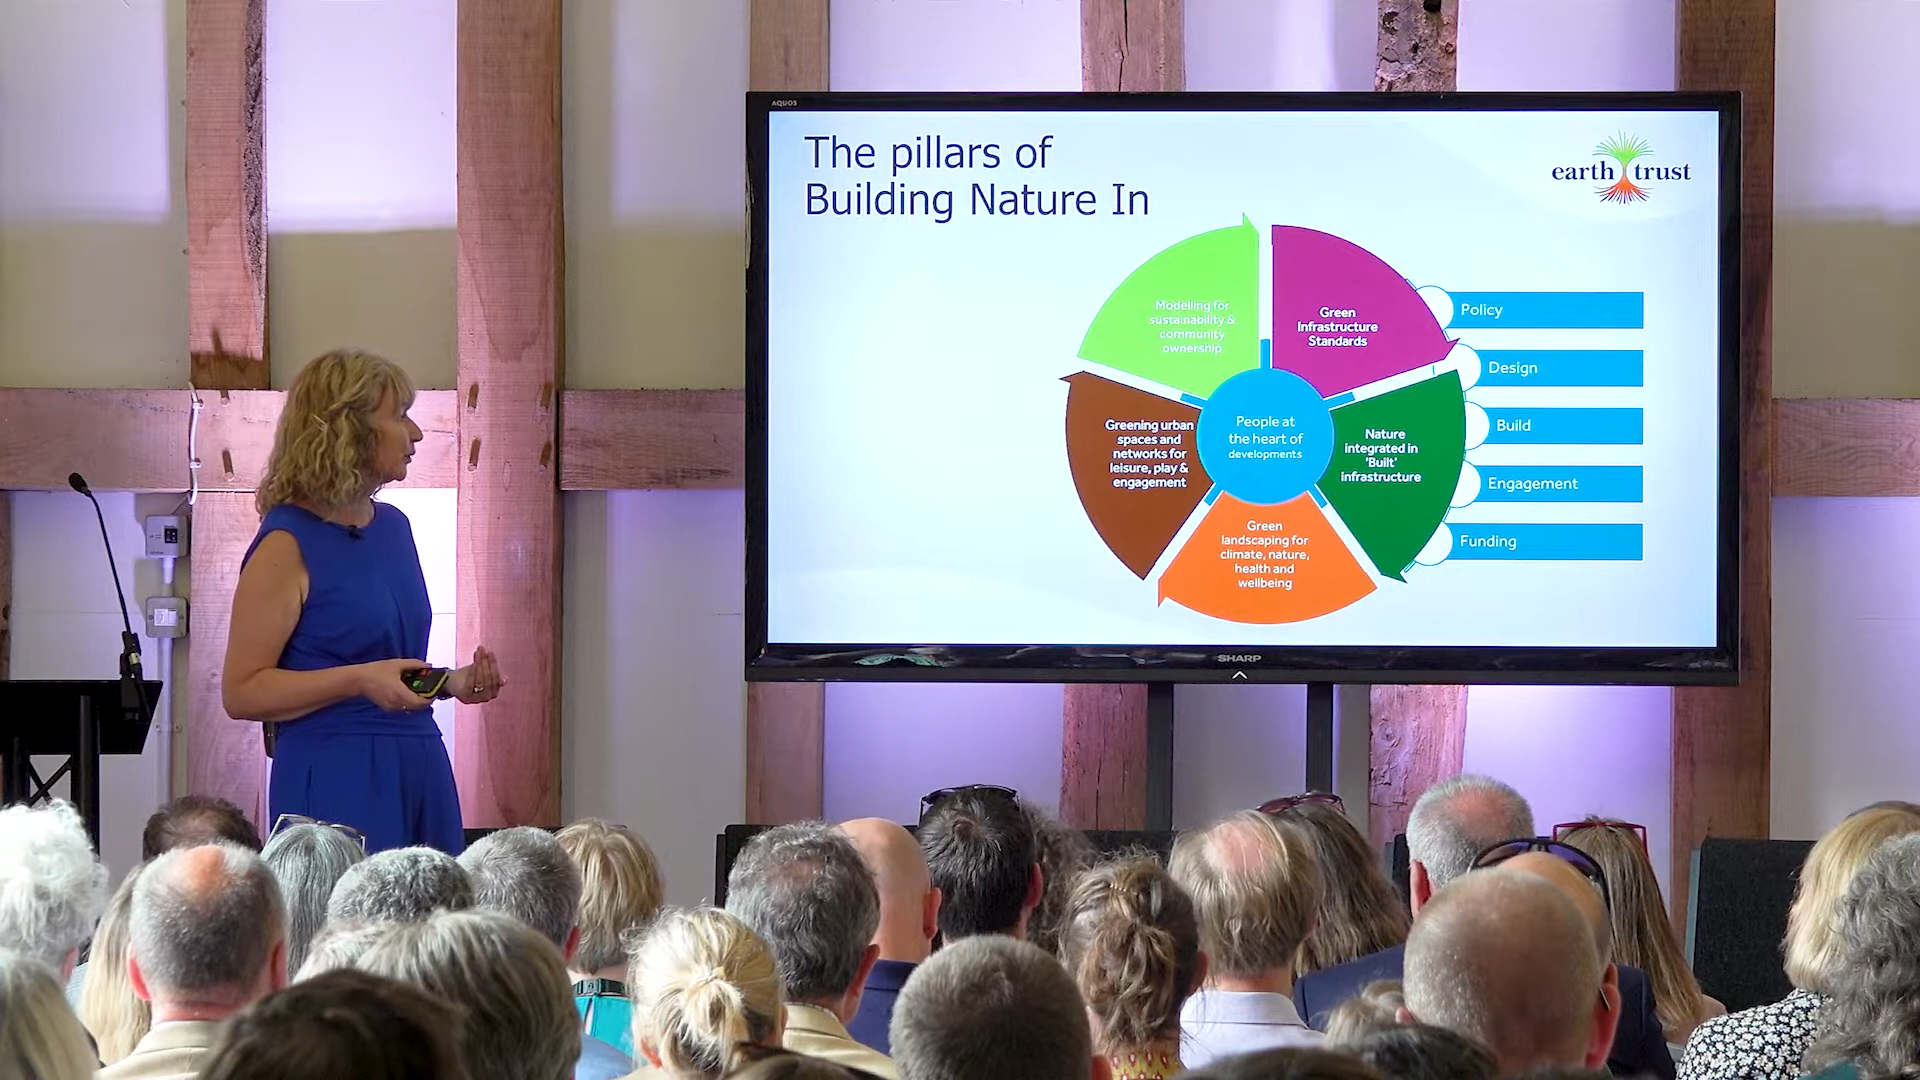 AQUOS
The pillars of
Building Nature In
earth trust
Modelling for
sustainability &
community
ownership
Green
Infrastructure
Standards
Policy
Design
Build
Engagement
Funding
Greening urban
spaces and
networks for
leisure, play &
engagement
People at
the heart of
developments
Nature
integrated in
'Built'
infrastructure
Green
landscaping for
climate, nature,
health and
wellbeing
SHARP